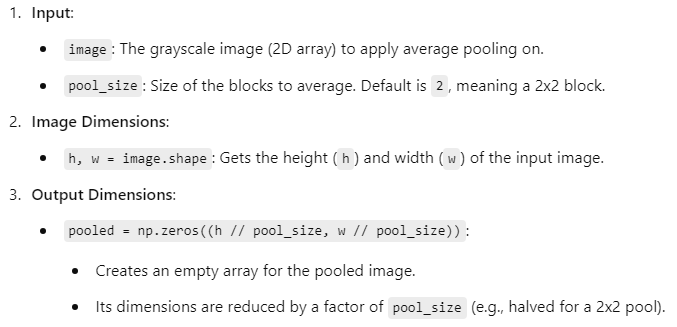 1. Input:
• image : The grayscale image (2D array) to apply average pooling on.
• pool_size : Size of the blocks to average. Default is 2 , meaning a 2x2 block.
2. Image Dimensions:
• h, w = image.shape : Gets the height ( h ) and width ( w ) of the input image.
3. Output Dimensions:
• pooled = np.zeros((h // pool_size, w // pool_size)) :
• Creates an empty array for the pooled image.
• Its dimensions are reduced by a factor of pool_size (e.g., halved for a 2x2 pool).